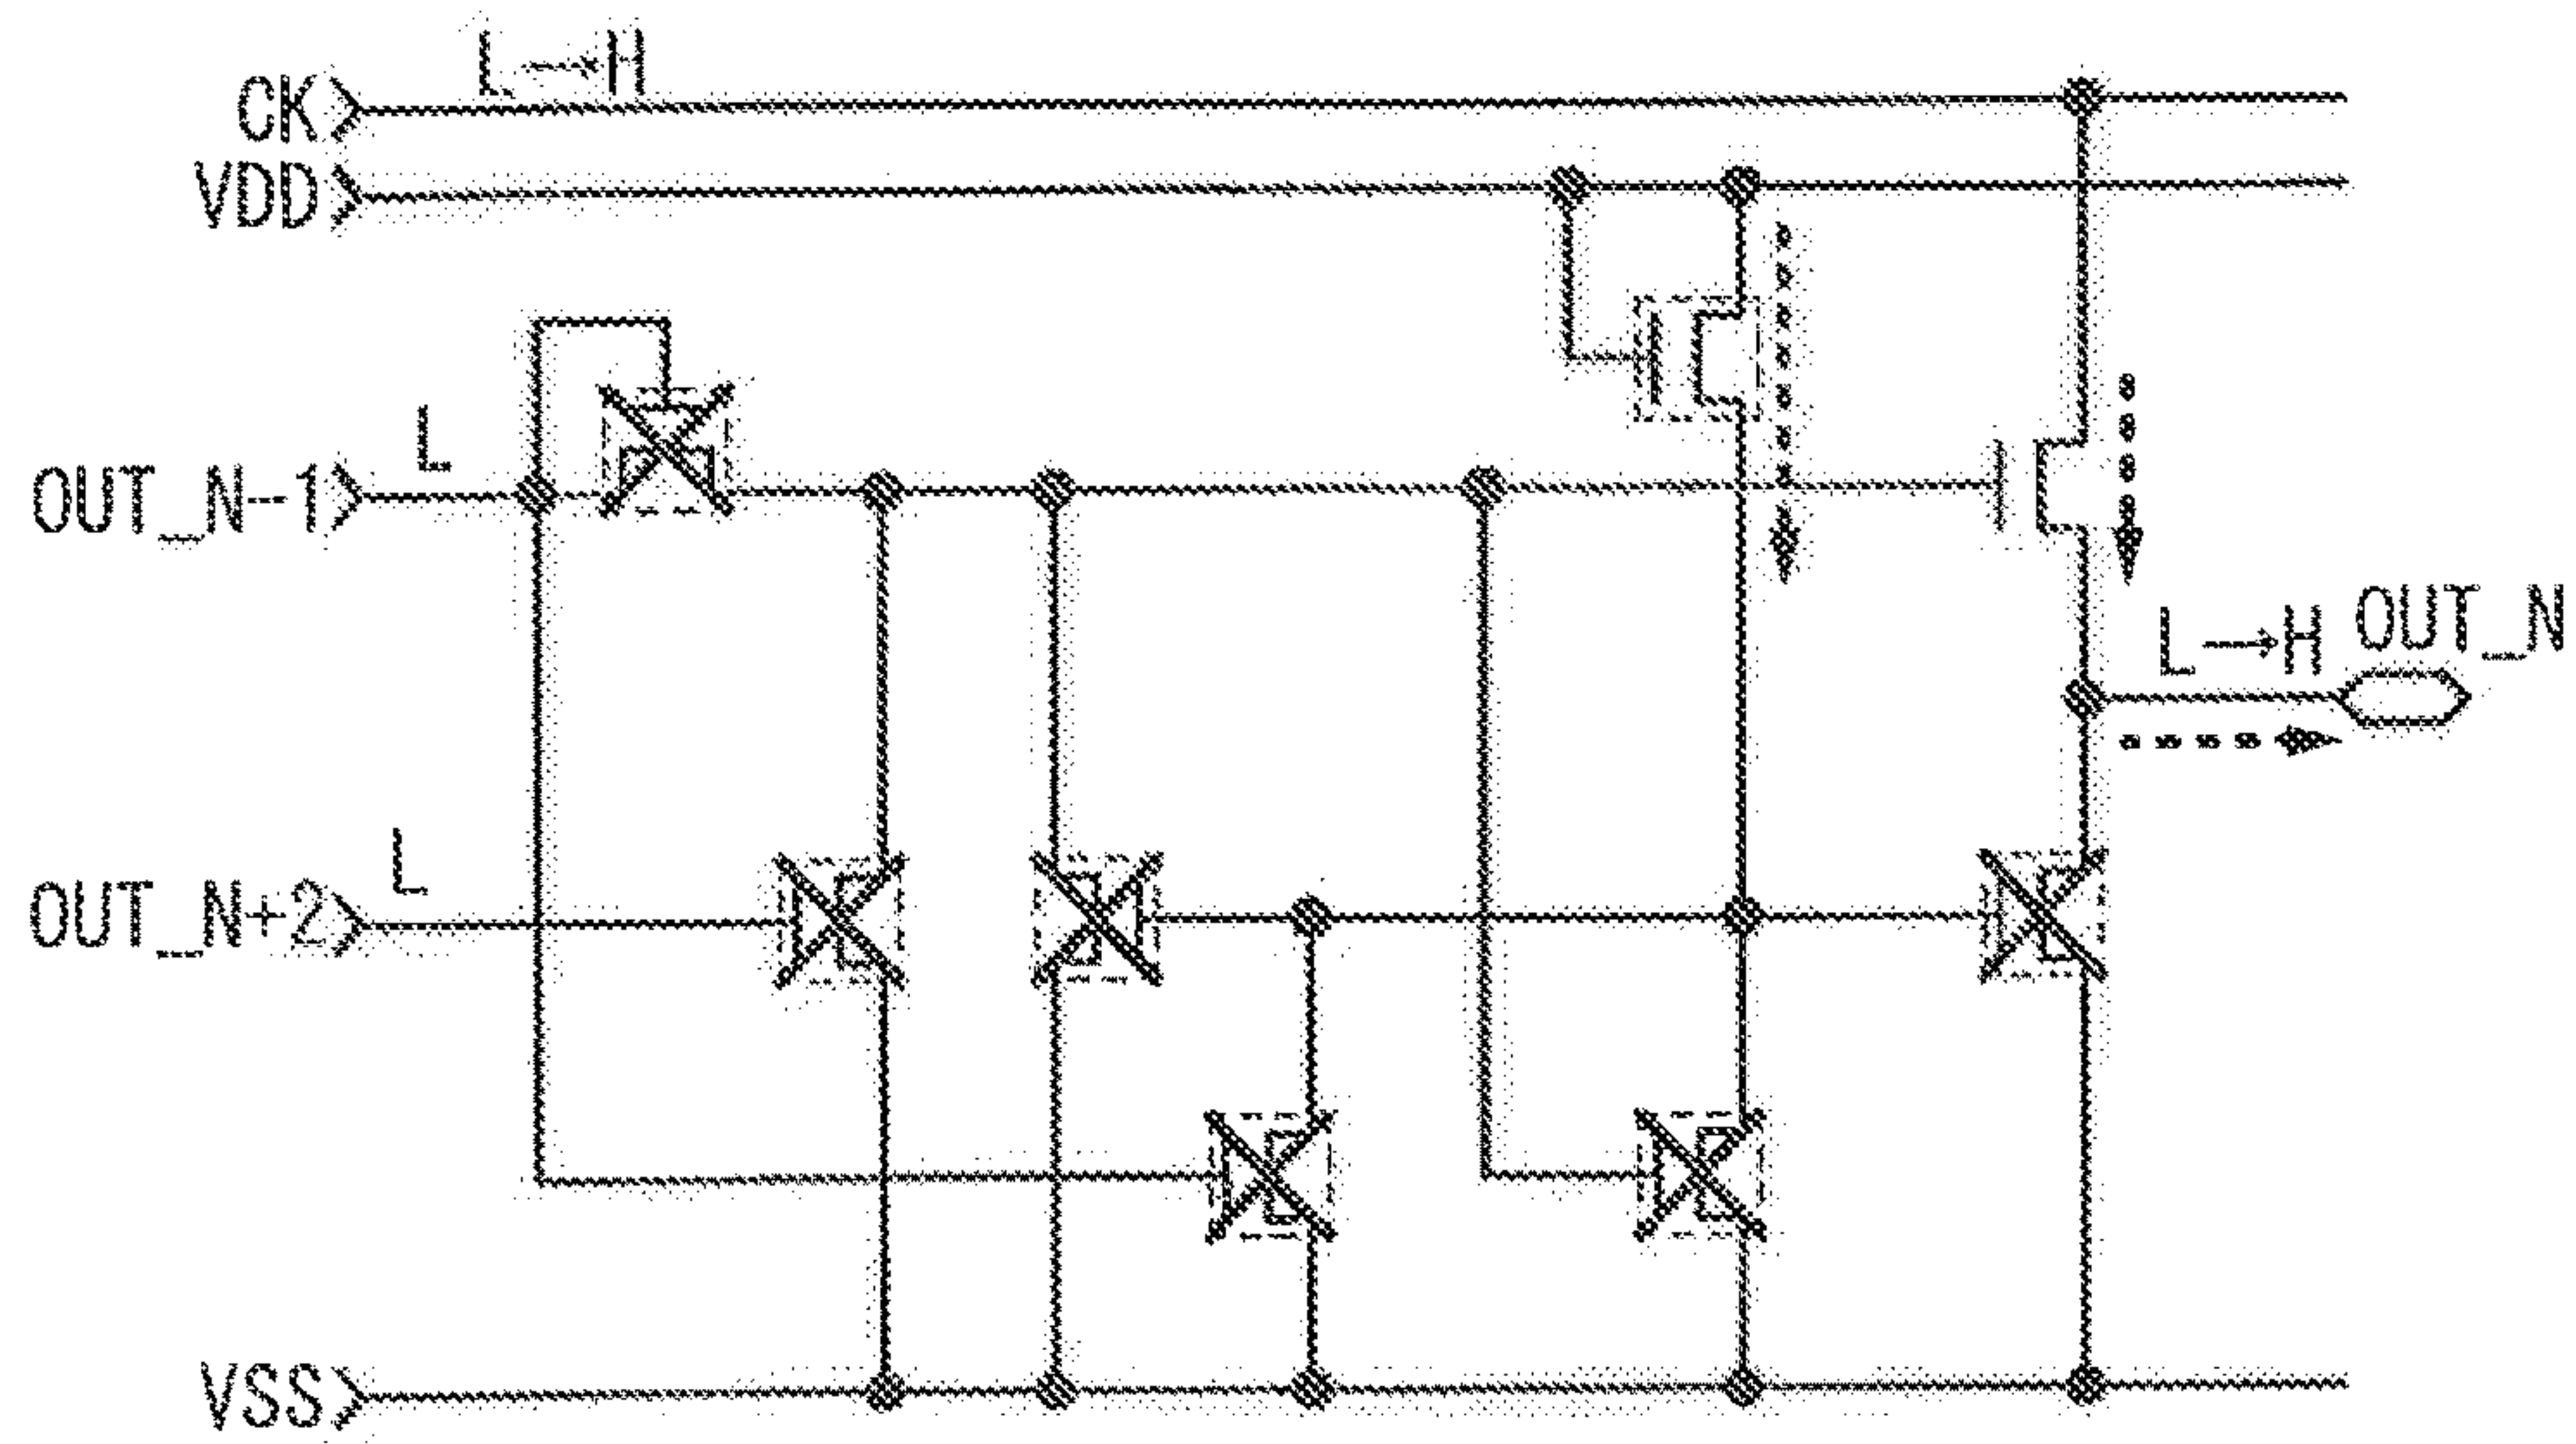 L→H
CK
VDD
L
OUT_N-1
L→H
OUT_N
L
OUT_N+2
VSS